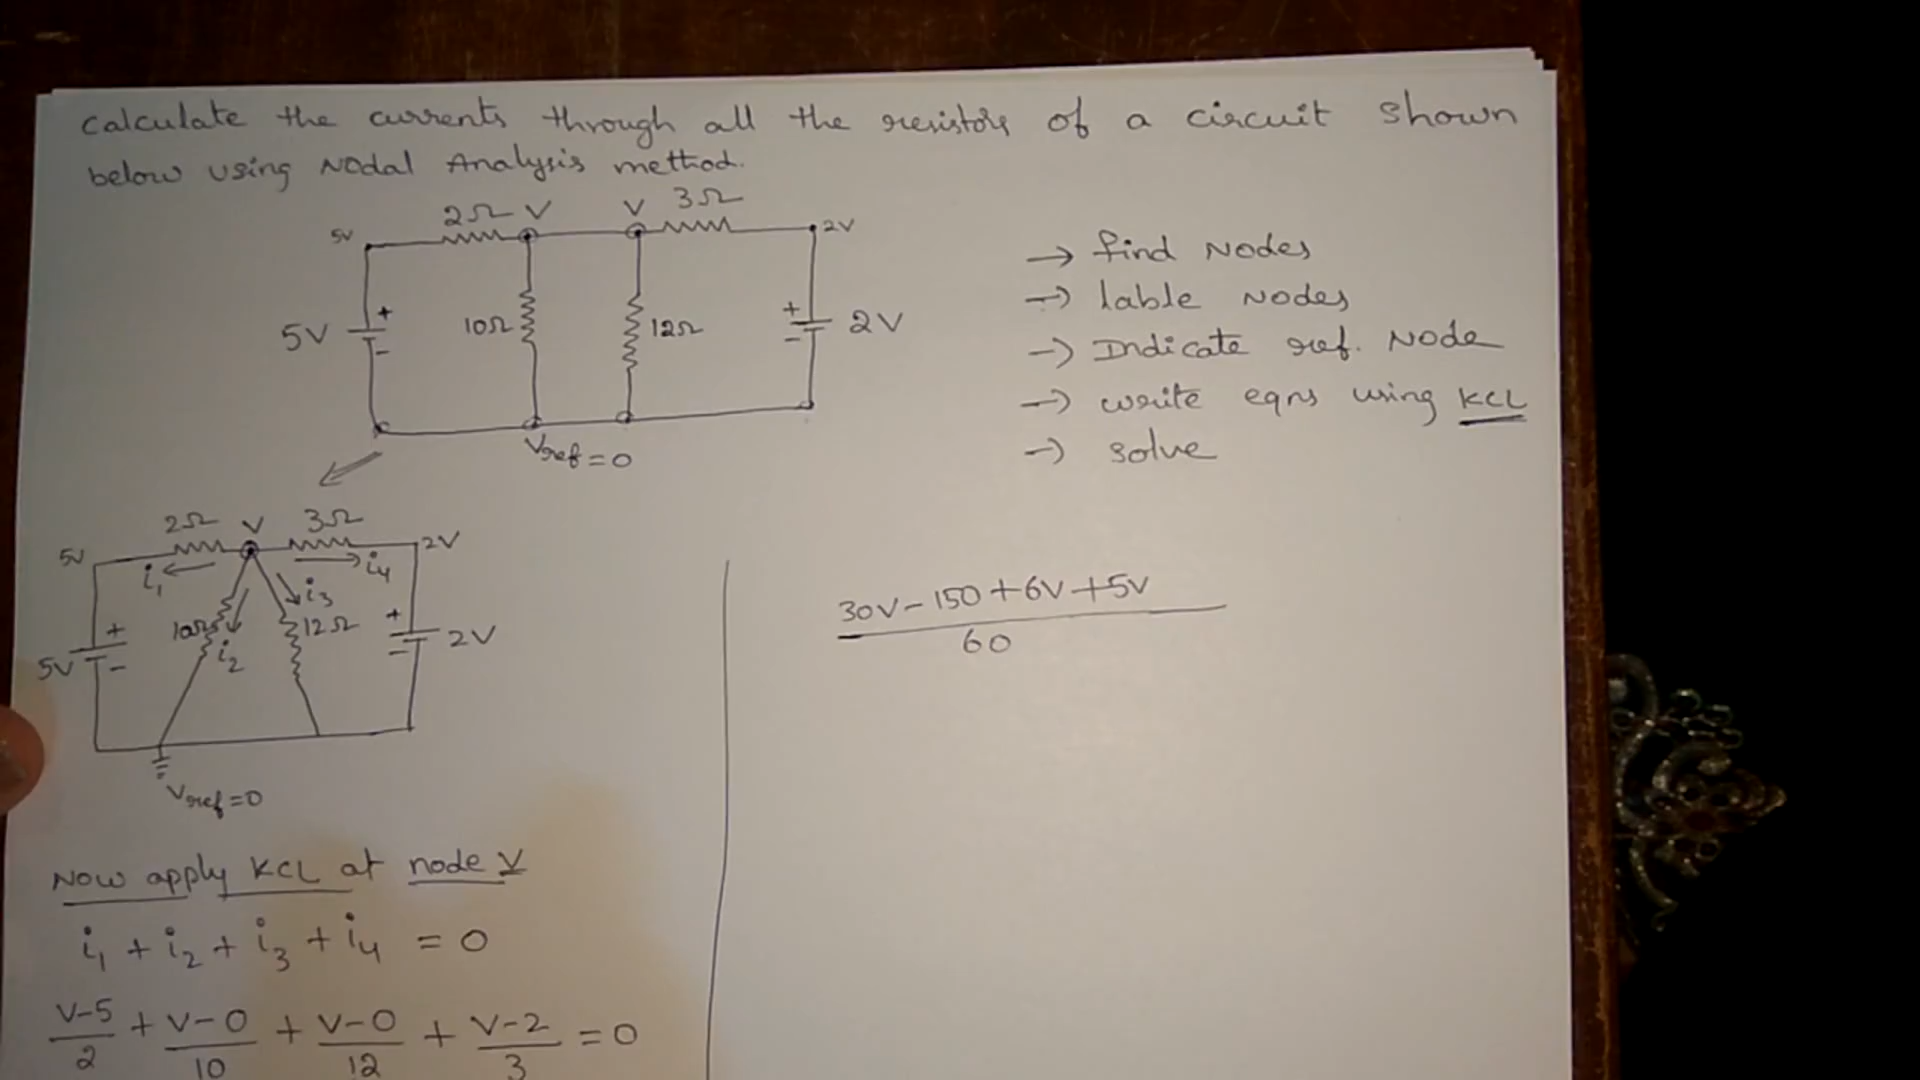 calculate the currents through all the resistors of a circuit shown
below using Nodal Analysis method.
2Ω V V 3Ω
5V 2V
5V + - 10Ω 12Ω + - 2V
Vref = 0
→ find Nodes
→ lable Nodes
→ Indicate ref. Node
→ write eqns using KCL
→ solve
2Ω V 3Ω
5V 2V
i1 i4
i3
5V + - 10Ω 12Ω + - 2V
i2
Vref = 0
Now apply KCL at node V
i1 + i2 + i3 + i4 = 0
V-5/2 + V-0/10 + V-0/12 + V-2/3 = 0
30V - 150 + 6V + 5V
60